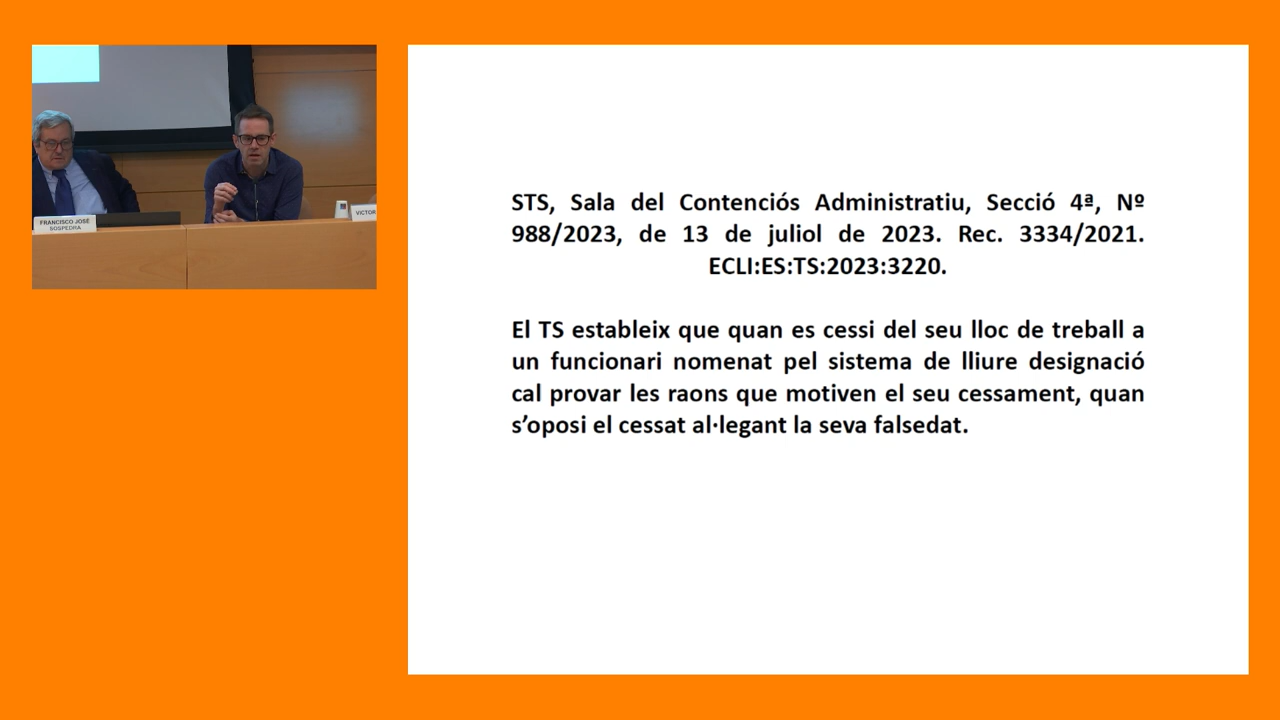 FRANCISCO JOSÉ
SOSPEDRA
VICTOR
STS, Sala del Contenciós Administratiu, Secció 4ª, Nº
988/2023, de 13 de juliol de 2023. Rec. 3334/2021.
ECLI:ES:TS:2023:3220.
El TS estableix que quan es cessi del seu lloc de treball a
un funcionari nomenat pel sistema de lliure designació
cal provar les raons que motiven el seu cessament, quan
s’oposi el cessat al·legant la seva falsedat.